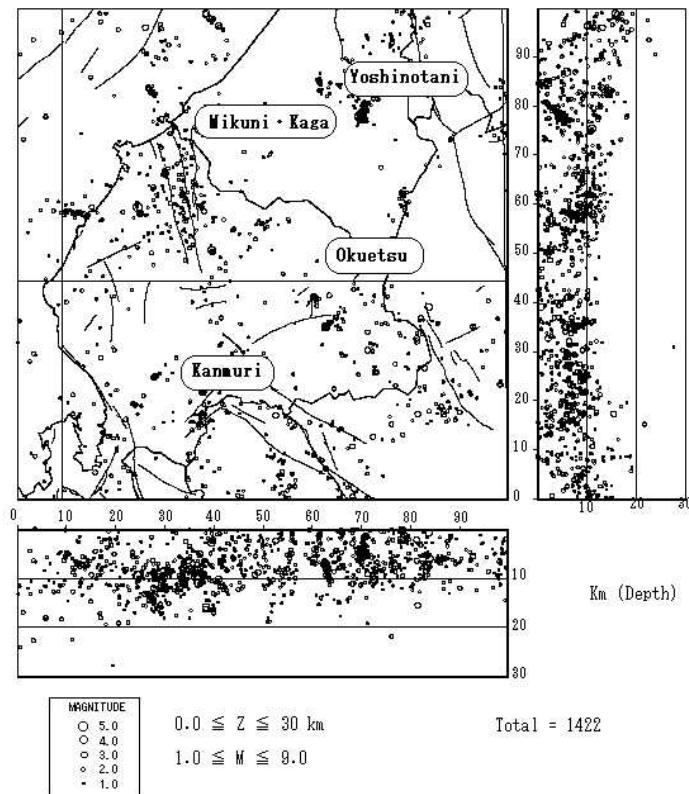 Yoshinotani
Mikuni・Kaga
Okuetsu
Kanmuri
90
80
70
60
50
40
30
20
10
0
10 20 30
0 10 20 30 40 50 60 70 80 90
10
20
30
Km (Depth)
MAGNITUDE
5.0
4.0
3.0
2.0
1.0
0.0 ≦ Z ≦ 30 km
1.0 ≦ M ≦ 9.0
Total = 1422